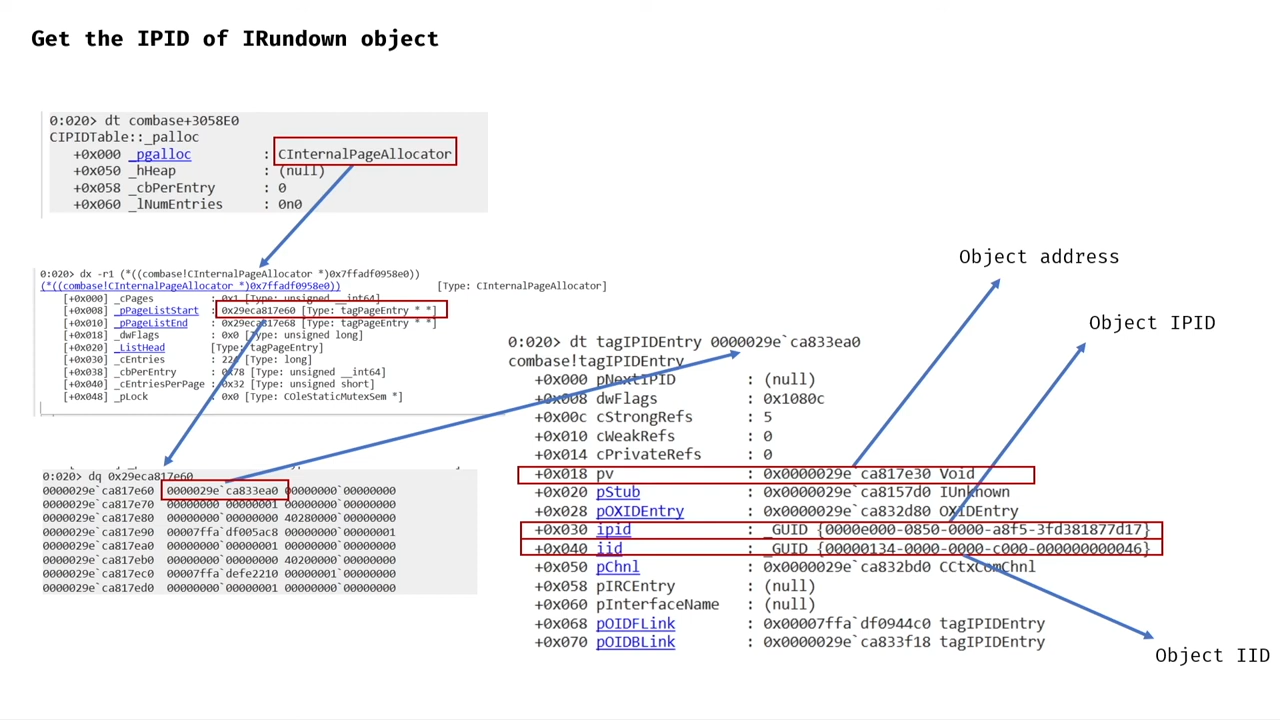 Get the IPID of IRundown object
0:020> dt combase+3058E0
CIPIDTable::_palloc
+0x000 _pgalloc : CInternalPageAllocator
+0x050 _hHeap : (null)
+0x058 _cbPerEntry : 0
+0x060 _lNumEntries : 0n0
0:020> dx -r1 (*((combase!CInternalPageAllocator *)0x7ffadf0958e0))
(*((combase!CInternalPageAllocator *)0x7ffadf0958e0)) [Type: CInternalPageAllocator]
[+0x000] _cPages : 0x1 [Type: unsigned __int64]
[+0x008] _pPageListStart : 0x29eca817e60 [Type: tagPageEntry * *]
[+0x010] _pPageListEnd : 0x29eca817e68 [Type: tagPageEntry * *]
[+0x018] _dwFlags : 0x0 [Type: unsigned long]
[+0x020] _ListHead [Type: tagPageEntry]
[+0x030] _cEntries : [Type: long]
[+0x038] _cbPerEntry : 0x78 [Type: unsigned __int64]
[+0x040] _cEntriesPerPage : 0x32 [Type: unsigned short]
[+0x048] _pLock : 0x0 [Type: COleStaticMutexSem *]
0:020> dq 0x29eca817e60
0000029e`ca817e60 0000029e`ca833ea0 00000000`00000000
0000029e`ca817e70 00000000`00000001 00000000`00000000
0000029e`ca817e80 00000000`00000000 40280000`00000000
0000029e`ca817e90 00007ffa`df005ac8 00000000`00000001
0000029e`ca817ea0 00000000`00000001 00000000`00000000
0000029e`ca817eb0 00000000`00000000 40200000`00000000
0000029e`ca817ec0 00007ffa`defe2210 00000001`00000000
0000029e`ca817ed0 00000000`00000001 00000000`00000000
0:020> dt tagIPIDEntry 0000029e`ca833ea0
combase!tagIPIDEntry
+0x000 pNextIPID : (null)
+0x008 dwFlags : 0x1080c
+0x00c cStrongRefs : 5
+0x010 cWeakRefs : 0
+0x014 cPrivateRefs : 0
+0x018 pv : 0x0000029e`ca817e30 Void
+0x020 pStub : 0x0000029e`ca8157d0 IUnknown
+0x028 pOXIDEntry : 0x0000029e`ca832d80 OXIDEntry
+0x030 ipid : _GUID {0000e000-0850-0000-a8f5-3fd381877d17}
+0x040 iid : _GUID {00000134-0000-0000-c000-000000000046}
+0x050 pChnl : 0x0000029e`ca832bd0 CCtxComChnl
+0x058 pIRCEntry : (null)
+0x060 pInterfaceName : (null)
+0x068 pOIDFLink : 0x00007ffa`df0944c0 tagIPIDEntry
+0x070 pOIDBLink : 0x0000029e`ca833f18 tagIPIDEntry
Object address
Object IPID
Object IID